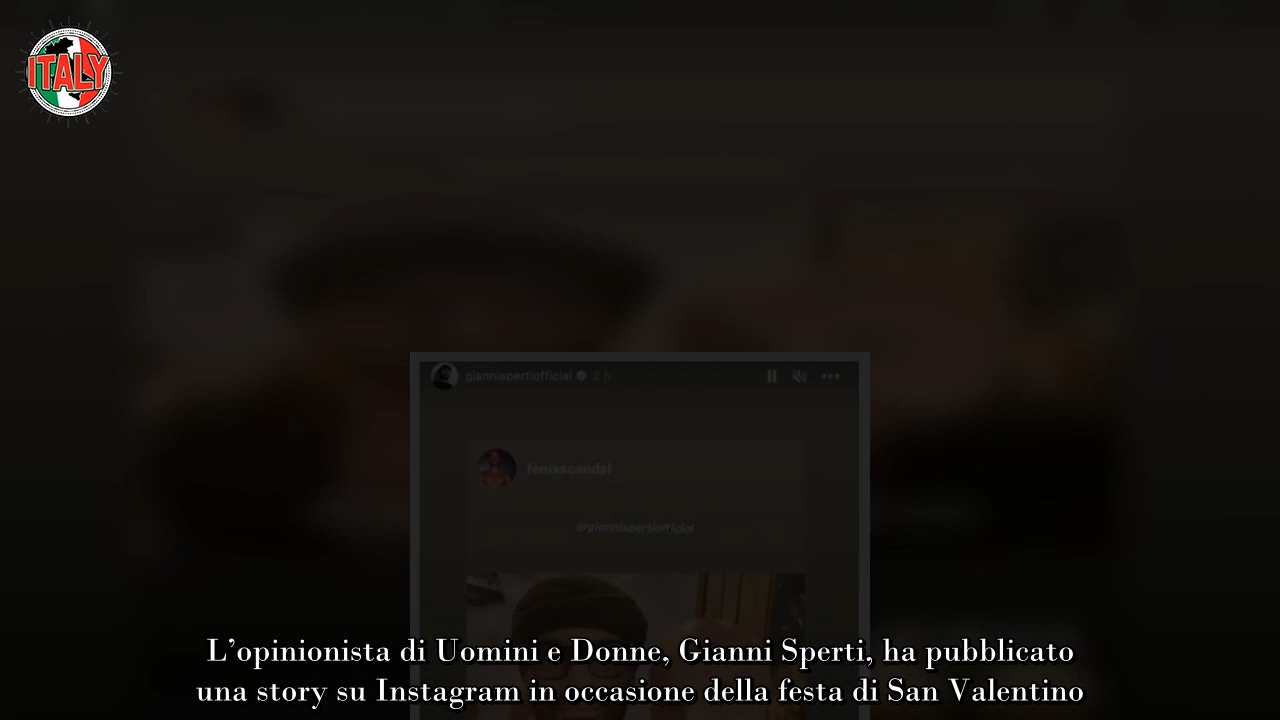 ITALY
giannispertiofficial 2 h
fenixscandal
@giannispertiofficial
L'opinionista di Uomini e Donne, Gianni Sperti, ha pubblicato
una story su Instagram in occasione della festa di San Valentino